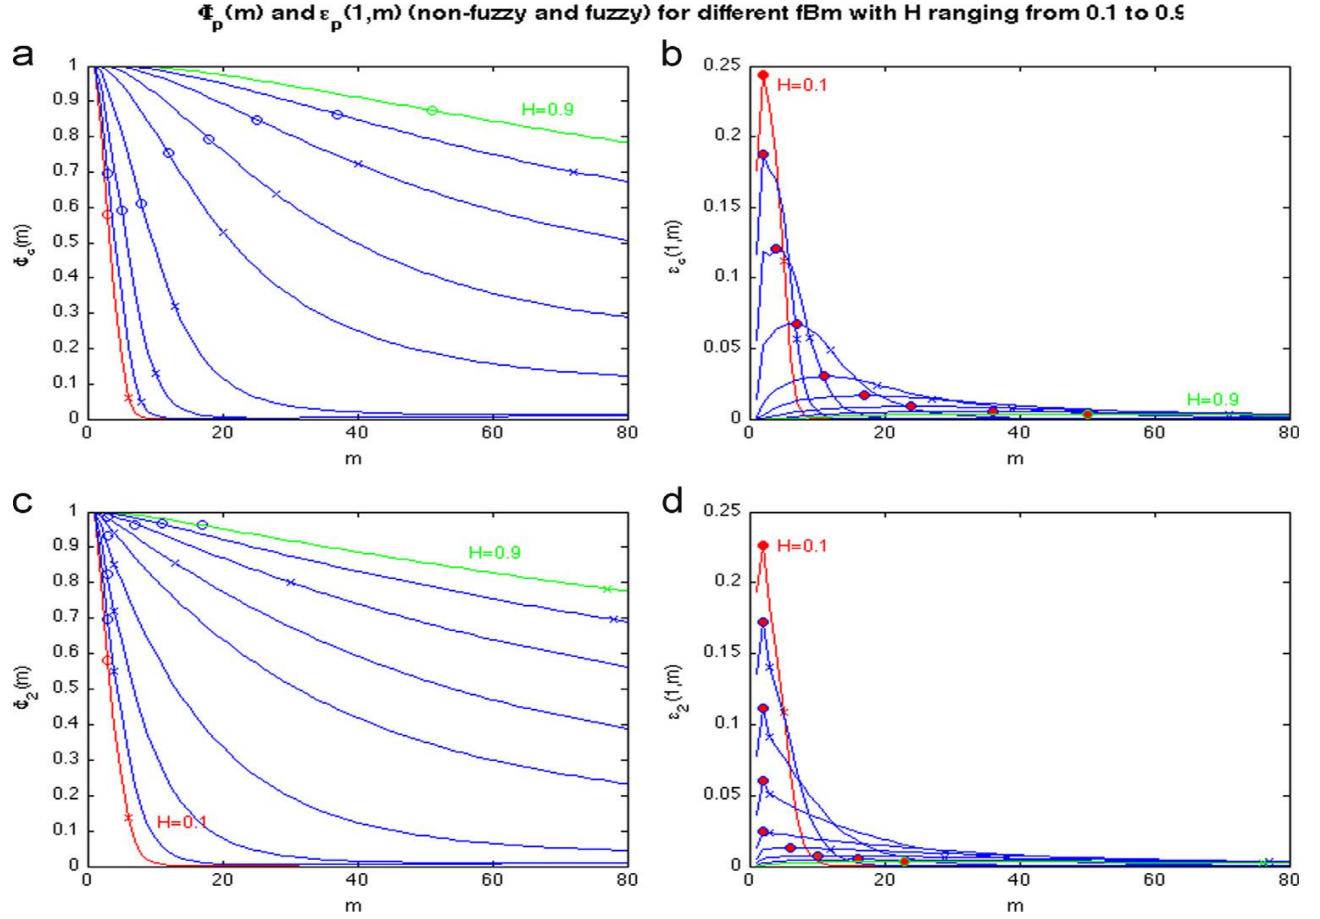 Φp(m) and εp(1,m) (non-fuzzy and fuzzy) for different fBm with H ranging from 0.1 to 0.9
a
b
1
0.9
0.8
0.7
0.6
0.5
0.4
0.3
0.2
0.1
0
Φc(m)
H=0.9
0
20
40
60
80
m
0.25
0.2
0.15
0.1
0.05
0
εc(1,m)
H=0.1
H=0.9
0
20
40
60
80
m
c
d
1
0.9
0.8
0.7
0.6
0.5
0.4
0.3
0.2
0.1
0
Φ2(m)
H=0.9
H=0.1
0
20
40
60
80
m
0.25
0.2
0.15
0.1
0.05
0
ε2(1,m)
H=0.1
0
20
40
60
80
m